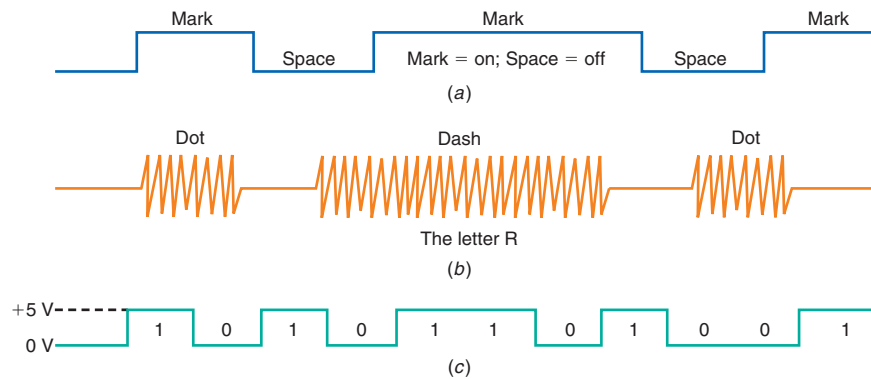 Mark Mark Mark
Space Mark = on; Space = off Space
(a)
Dot Dash Dot
The letter R
(b)
+5 V
1 0 1 0 1 1 0 1 0 0 1
0 V
(c)